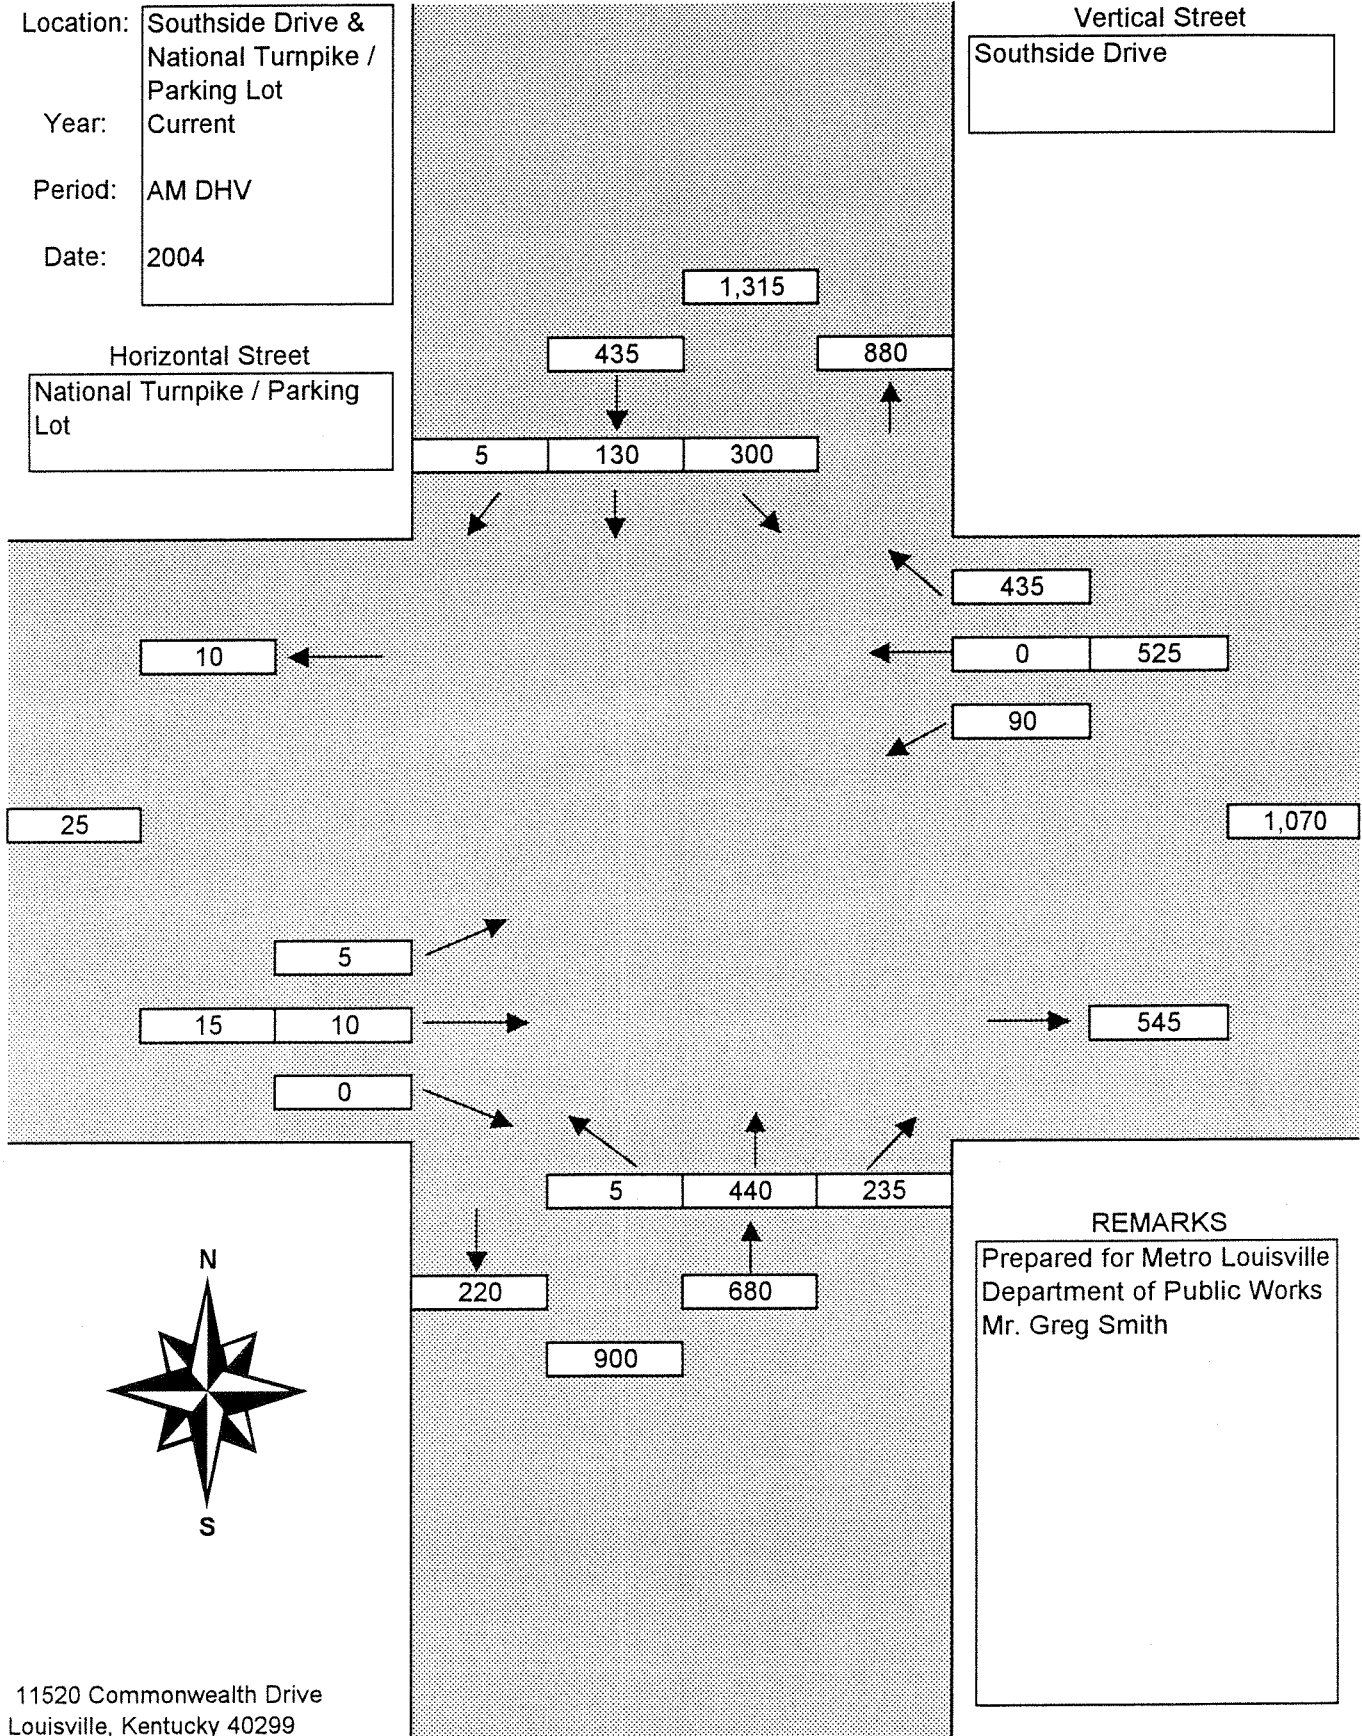 Location: Southside Drive &
National Turnpike /
Parking Lot
Year: Current
Period: AM DHV
Date: 2004
Vertical Street
Southside Drive
Horizontal Street
National Turnpike / Parking
Lot
1,315
435 880
5 130 300
435
10 0 525
90
25 1,070
5
15 10 545
0
5 440 235
220 680
900
N
S
REMARKS
Prepared for Metro Louisville
Department of Public Works
Mr. Greg Smith
11520 Commonwealth Drive
Louisville, Kentucky 40299